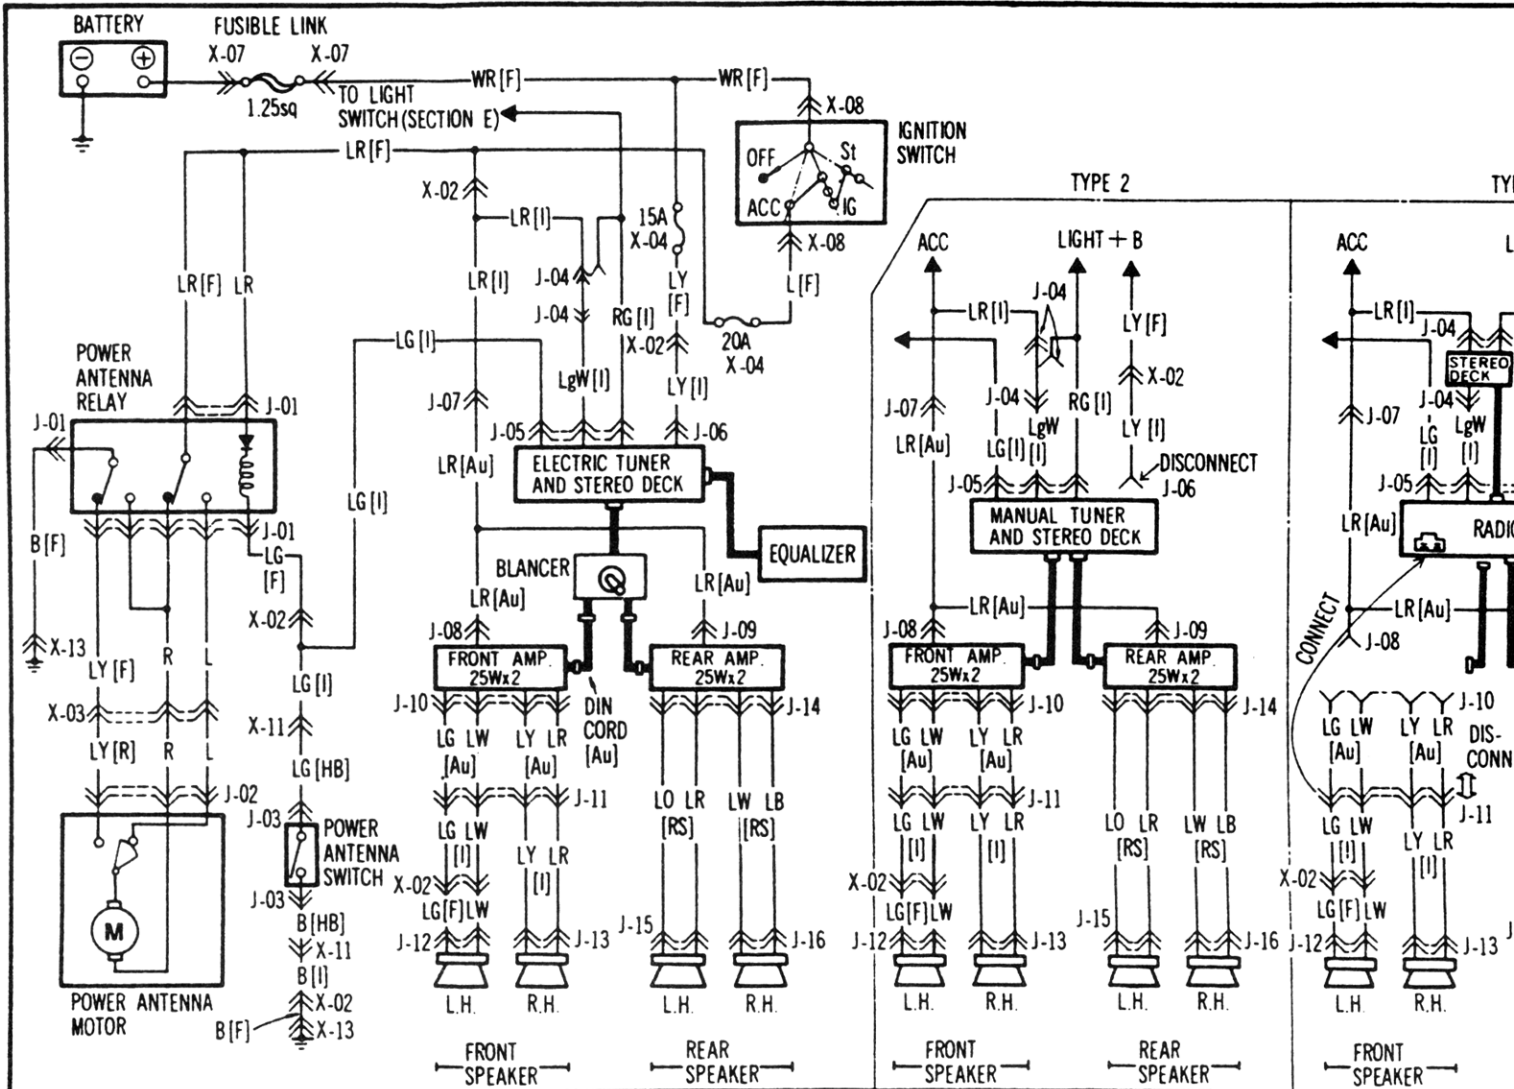 BATTERY
FUSIBLE LINK
X-07 X-07
1.25sq
WR[F] WR[F]
TO LIGHT
SWITCH(SECTION E)
X-08
IGNITION
SWITCH
OFF St
ACC IG
X-08
LR[F]
X-02
LR[I]
15A
X-04
LR[F] LR
LR[I]
J-04
LY
[F]
L[F]
J-04
RG[I]
X-02
20A
X-04
LG[I]
POWER
ANTENNA
RELAY
LgW[I]
LY[I]
J-01
J-01
J-07
J-05
J-06
LR[Au]
ELECTRIC TUNER
AND STEREO DECK
LG[I]
J-01
B[F]
LG
[F]
BLANCER
EQUALIZER
LR[Au]
LR[Au]
X-02
J-08
J-09
X-13
LY[F] R L
LG[I]
FRONT AMP.
25Wx2
REAR AMP.
25Wx2
X-03
X-11
J-10
DIN
CORD
[Au]
J-14
LY[R] R L
LG LW
[Au]
LY LR
[Au]
LG[HB]
J-02
J-03
J-11
LO LR
[RS]
LW LB
[RS]
POWER
ANTENNA
SWITCH
LG LW
[I]
LY LR
[I]
J-03
X-02
B[HB]
LG[F]LW
M
X-11
J-12
J-13
J-15
J-16
B[I]
X-02
POWER ANTENNA
MOTOR
B[F]
X-13
L.H. R.H. L.H. R.H.
FRONT
SPEAKER
REAR
SPEAKER
TYPE 2
ACC
LIGHT + B
LR[I]
J-04
LY[F]
X-02
J-07
J-04
RG[I]
LR[Au]
LgW
[I]
LG[I]
LY[I]
DISCONNECT
J-06
J-05
MANUAL TUNER
AND STEREO DECK
LR[Au]
J-08
J-09
FRONT AMP.
25Wx2
REAR AMP.
25Wx2
J-10
J-14
LG LW
[Au]
LY LR
[Au]
J-11
LG LW
[I]
LY LR
[I]
LO LR
[RS]
LW LB
[RS]
X-02
LG[F]LW
J-12
J-13
J-15
J-16
L.H. R.H. L.H. R.H.
FRONT
SPEAKER
REAR
SPEAKER
TY
ACC
L
LR[I]
J-04
STEREO
DECK
J-07
J-04
LG
[I]
LgW
[I]
J-05
LR[Au]
RADIO
LR[Au]
CONNECT
J-08
J-10
LG LW
[Au]
LY LR
[Au]
DIS-
CONN
J-11
LG LW
[I]
LY LR
[I]
X-02
LG[F]LW
J-12
J-13
L.H. R.H.
FRONT
SPEAKER